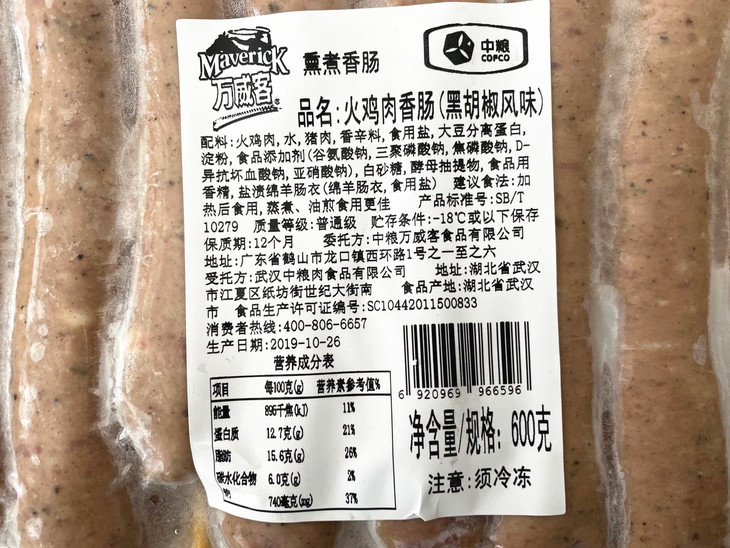 Maverick
万威客
熏煮香肠
中粮
COFCO
品名:火鸡肉香肠(黑胡椒风味)
配料:火鸡肉,水,猪肉,香辛料,食用盐,大豆分离蛋白,
淀粉,食品添加剂(谷氨酸钠,三聚磷酸钠,焦磷酸钠,D-
异抗坏血酸钠,亚硝酸钠),白砂糖,酵母抽提物,食品用
香精,盐渍绵羊肠衣(绵羊肠衣,食用盐) 建议食法:加
热后食用,蒸煮、油煎食用更佳 产品标准号:SB/T
10279 质量等级:普通级 贮存条件:-18℃或以下保存
保质期:12个月 委托方:中粮万威客食品有限公司
地址:广东省鹤山市龙口镇西环路1号之一至之六
受托方:武汉中粮肉食品有限公司 地址:湖北省武汉
市江夏区纸坊街世纪大街南 食品产地:湖北省武汉
市 食品生产许可证编号:SC10442011500833
消费者热线:400-806-6657
生产日期:2019-10-26
营养成分表
项目 每100克(g) 营养素参考值%
能量 896千焦(kJ) 11%
蛋白质 12.7克(g) 21%
脂肪 15.6克(g) 26%
碳水化合物 6.0克(g) 2%
740毫克(mg) 37%
6 920969 966596
净含量/规格: 600克
注意:须冷冻